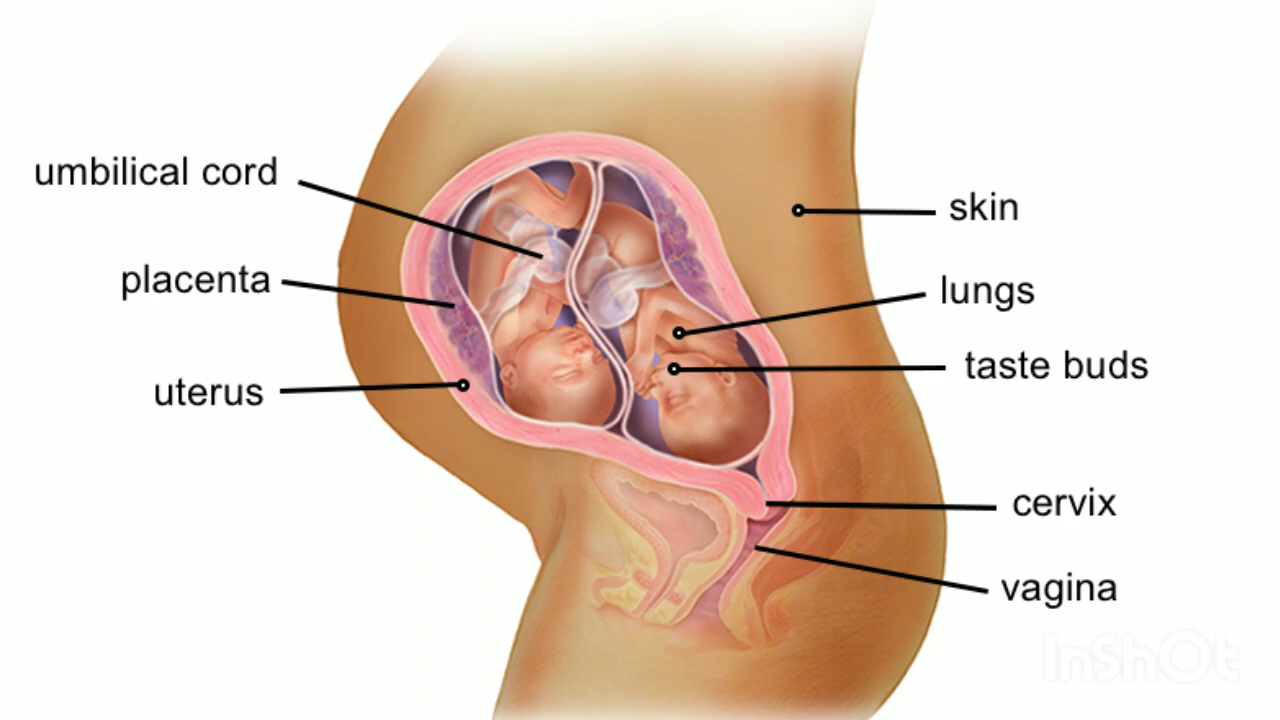 umbilical cord
placenta
uterus
skin
lungs
taste buds
cervix
vagina
InShOt